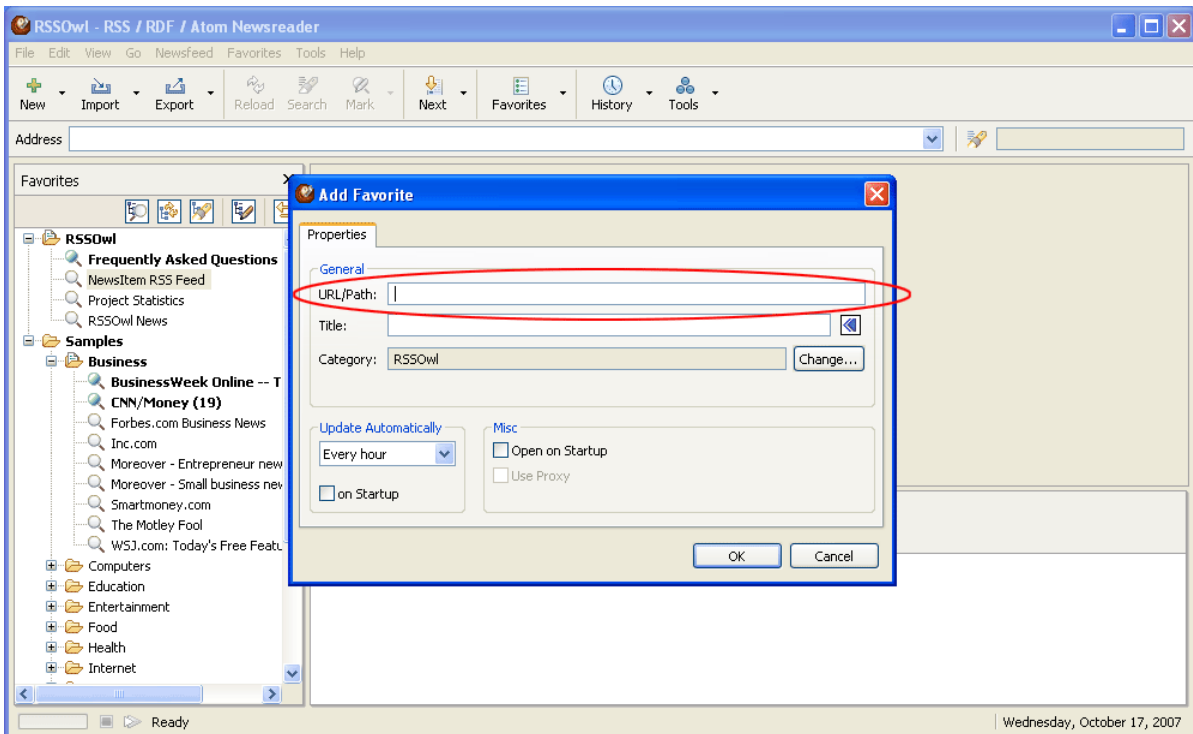 RSSOwl - RSS / RDF / Atom Newsreader
File Edit View Go Newsfeed Favorites Tools Help
New Import Export Reload Search Mark Next Favorites History Tools
Address
Favorites
RSSOwl
Frequently Asked Questions
NewsItem RSS Feed
Project Statistics
RSSOwl News
Samples
Business
BusinessWeek Online -- T
CNN/Money (19)
Forbes.com Business News
Inc.com
Moreover - Entrepreneur new
Moreover - Small business new
Smartmoney.com
The Motley Fool
WSJ.com: Today's Free Featu
Computers
Education
Entertainment
Food
Health
Internet
Add Favorite
Properties
General
URL/Path:
Title:
Category: RSSOwl Change...
Update Automatically
Every hour
on Startup
Misc
Open on Startup
Use Proxy
OK Cancel
Ready
Wednesday, October 17, 2007